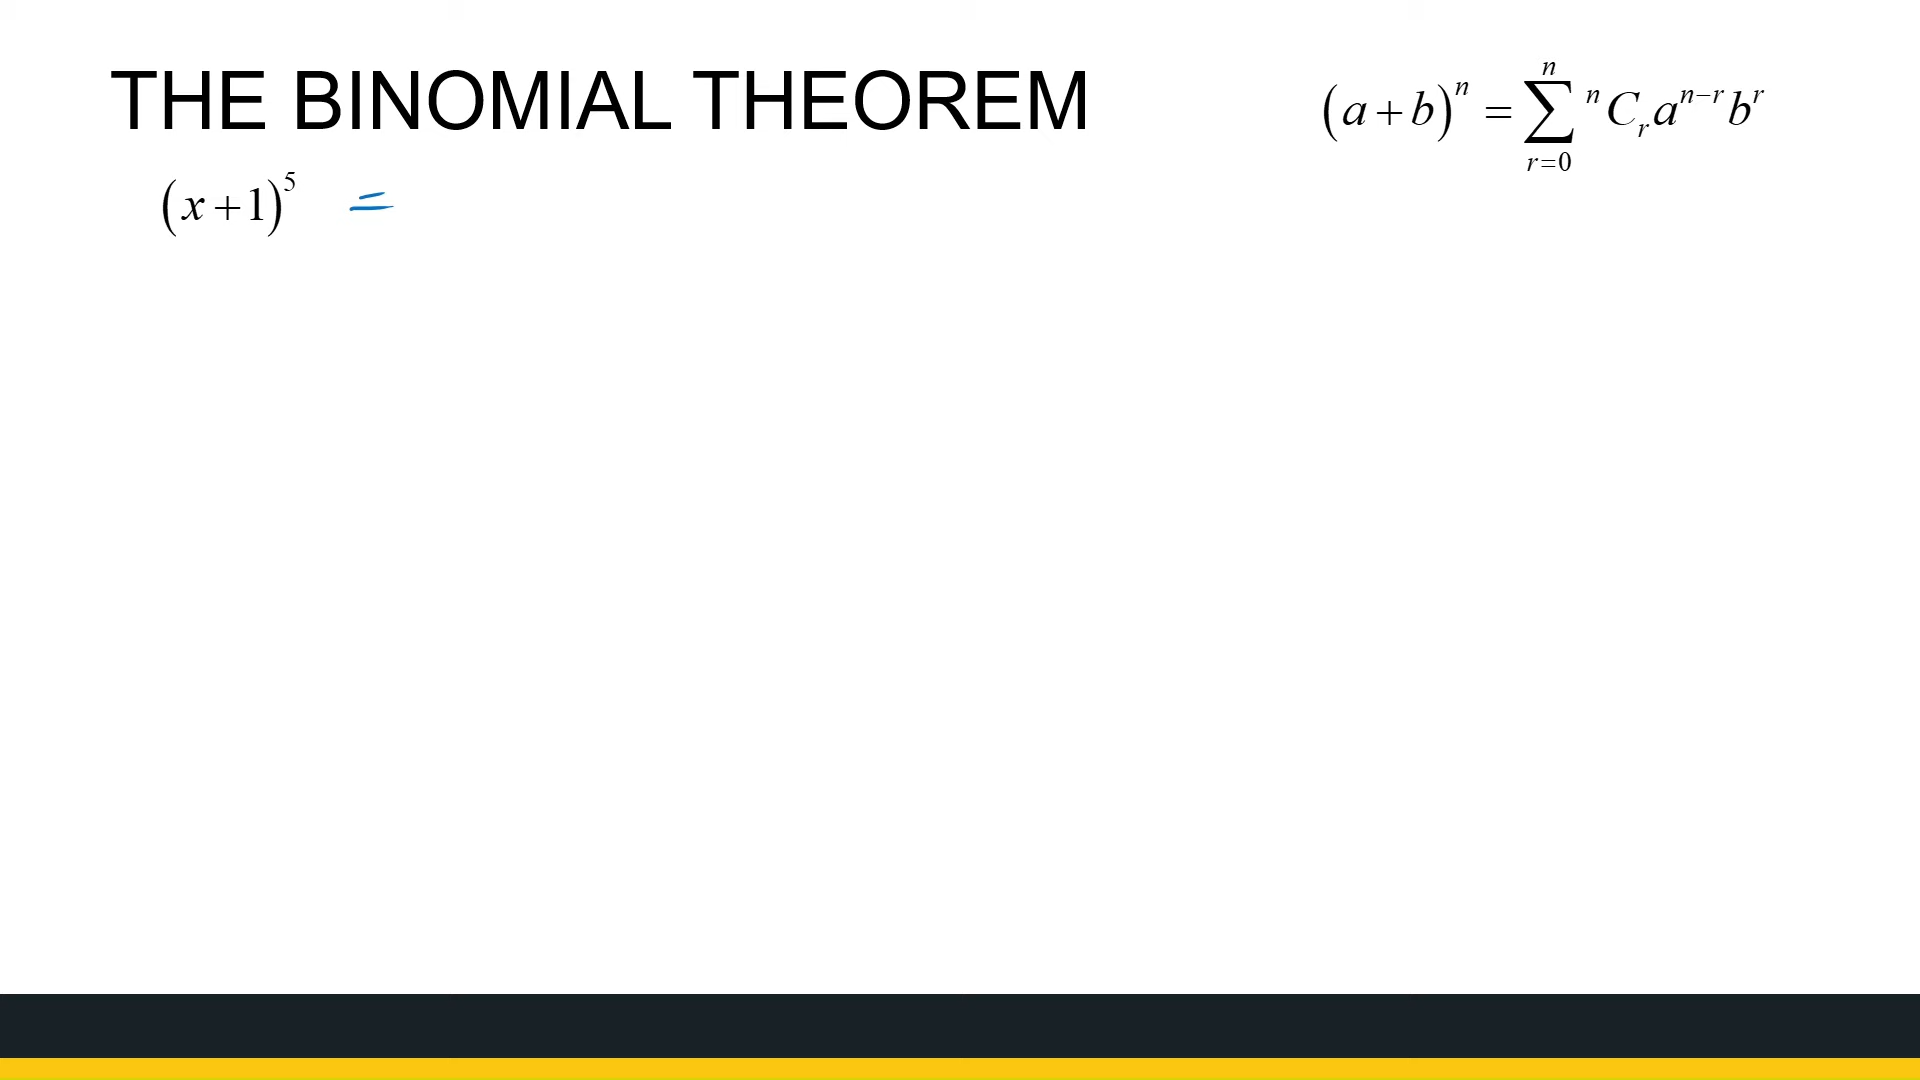 THE BINOMIAL THEOREM
(a+b)^n = \sum_{r=0}^{n} {}^nC_r a^{n-r} b^r
(x+1)^5 =